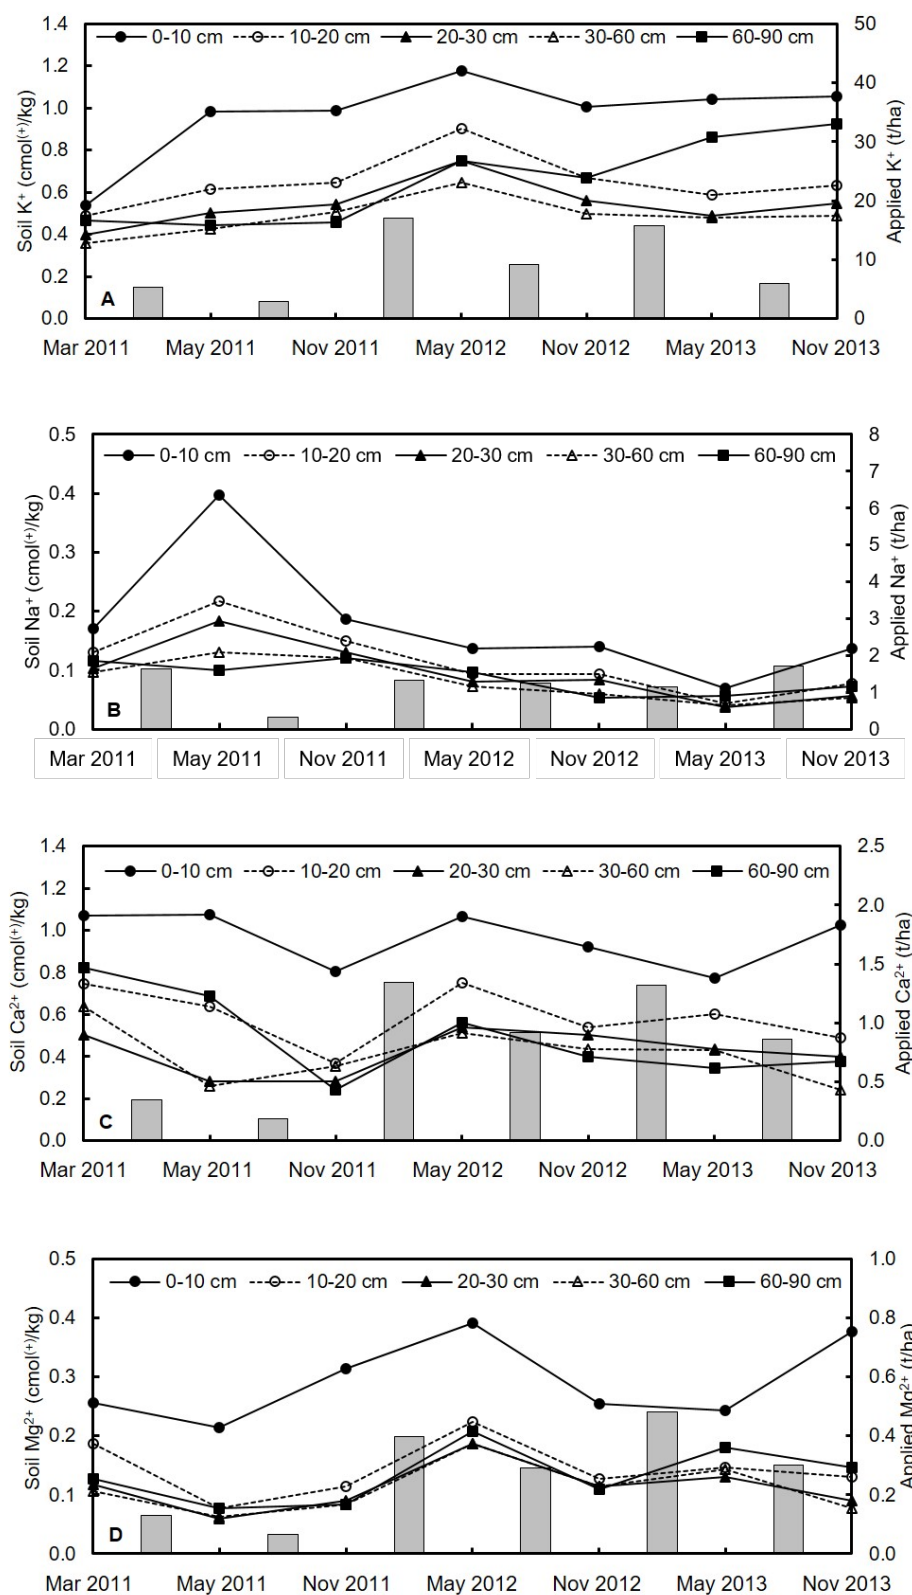 1.4 50
0-10 cm 10-20 cm 20-30 cm 30-60 cm 60-90 cm
1.2
40
1.0
0.8 30
0.6
20
0.4
10
0.2
A
0.0 0
Soil K⁺ (cmol⁽⁺⁾/kg)
Applied K⁺ (t/ha)
Mar 2011 May 2011 Nov 2011 May 2012 Nov 2012 May 2013 Nov 2013
0.5 8
0-10 cm 10-20 cm 20-30 cm 30-60 cm 60-90 cm
7
0.4 6
5
0.3
4
0.2 3
2
0.1
1
B
0.0 0
Soil Na⁺ (cmol⁽⁺⁾/kg)
Applied Na⁺ (t/ha)
Mar 2011 May 2011 Nov 2011 May 2012 Nov 2012 May 2013 Nov 2013
1.4 2.5
0-10 cm 10-20 cm 20-30 cm 30-60 cm 60-90 cm
1.2
2.0
1.0
0.8 1.5
0.6
1.0
0.4
0.5
0.2
C
0.0 0.0
Soil Ca²⁺ (cmol⁽⁺⁾/kg)
Applied Ca²⁺ (t/ha)
Mar 2011 May 2011 Nov 2011 May 2012 Nov 2012 May 2013 Nov 2013
0.5 1.0
0-10 cm 10-20 cm 20-30 cm 30-60 cm 60-90 cm
0.4 0.8
0.3 0.6
0.2 0.4
0.1 0.2
D
0.0 0.0
Soil Mg²⁺ (cmol⁽⁺⁾/kg)
Applied Mg²⁺ (t/ha)
Mar 2011 May 2011 Nov 2011 May 2012 Nov 2012 May 2013 Nov 2013